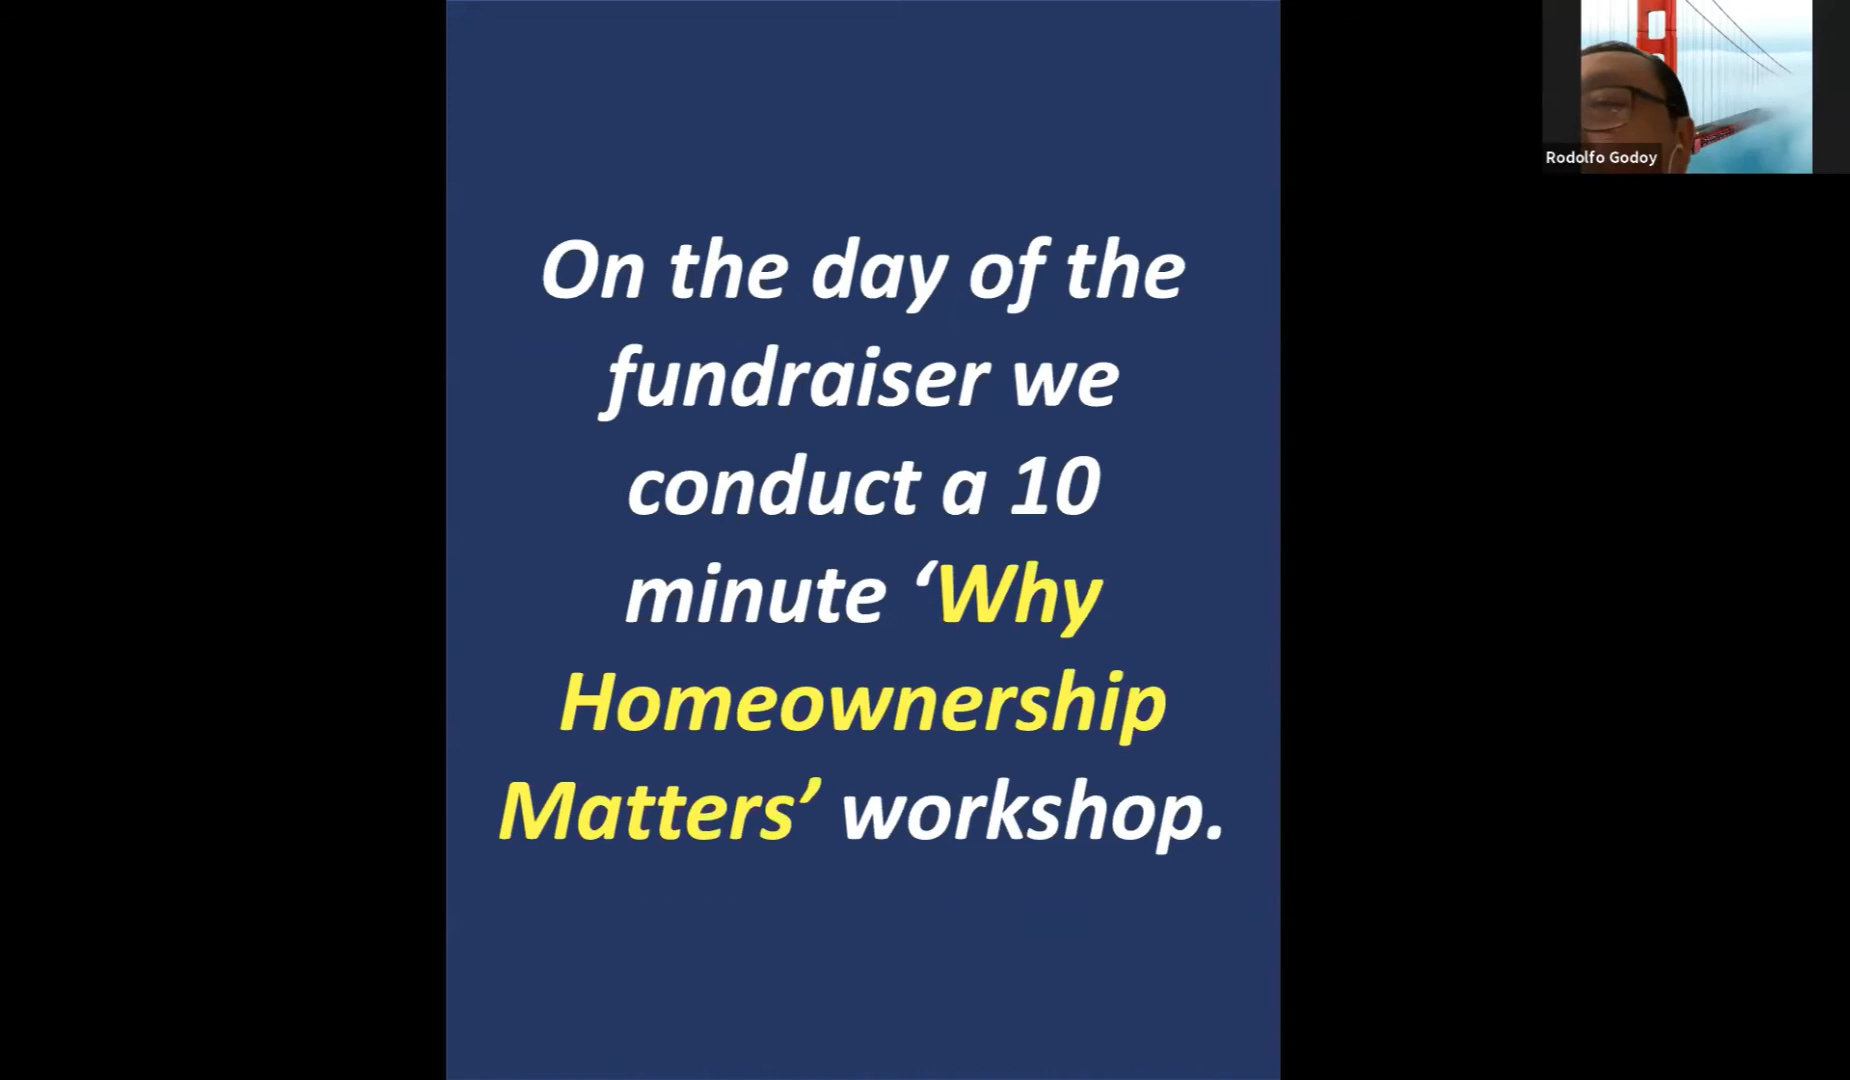 On the day of the
fundraiser we
conduct a 10
minute ‘Why
Homeownership
Matters’ workshop.
Rodolfo Godoy